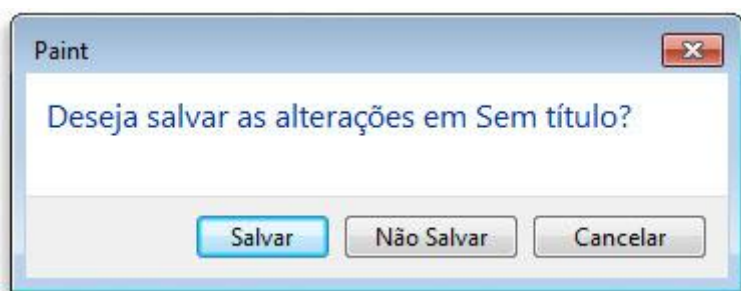 Paint
Deseja salvar as alterações em Sem título?
Salvar Não Salvar Cancelar